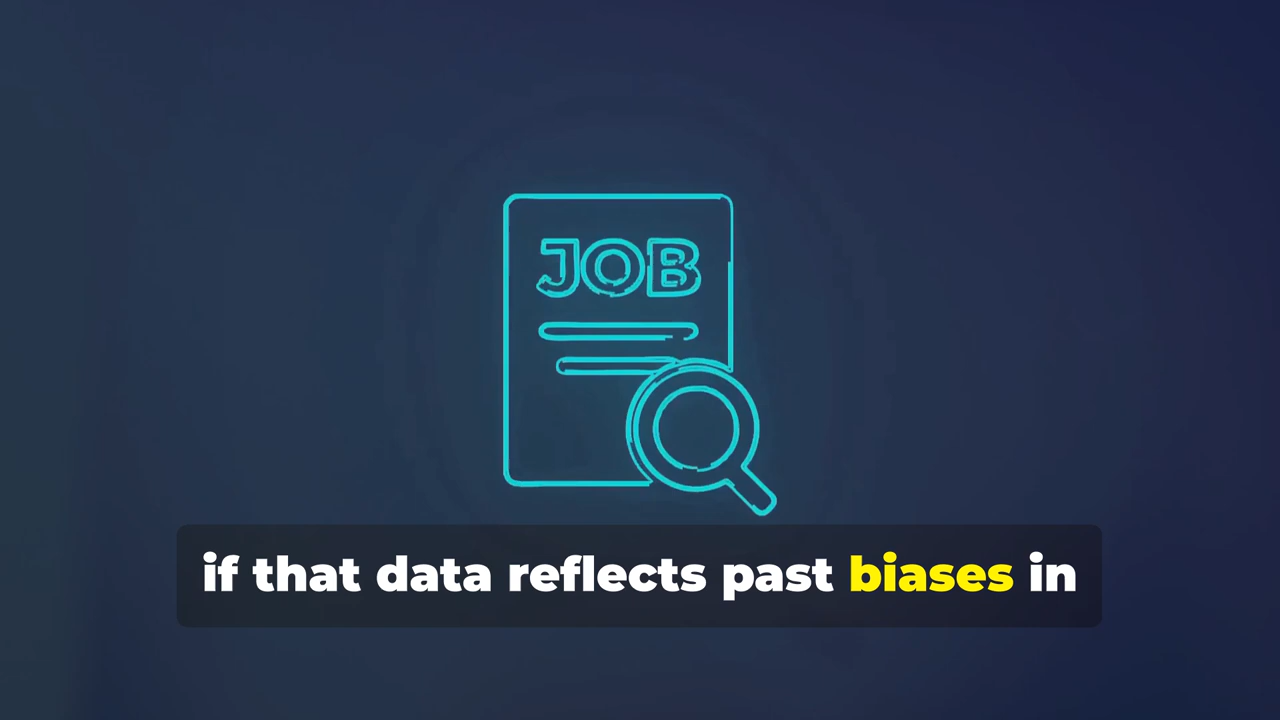 JOB
if that data reflects past biases in